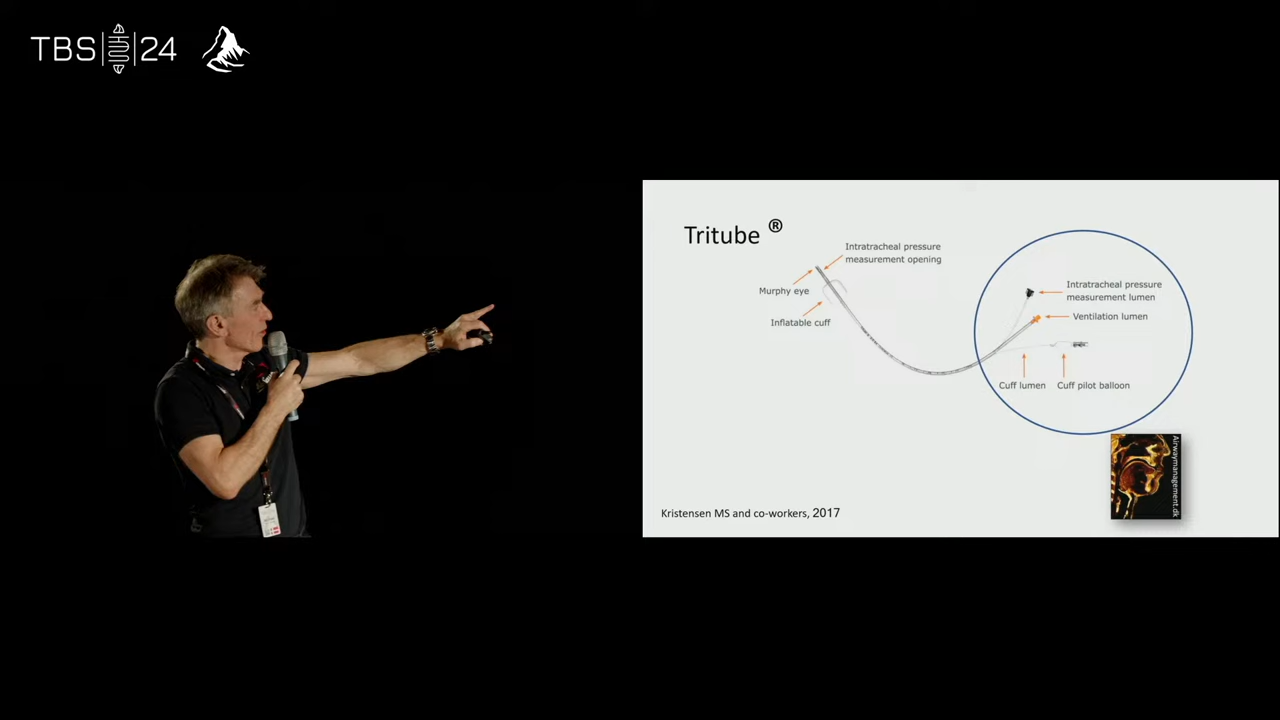 TBS 24
Tritube ®
Intratracheal pressure
measurement opening
Murphy eye
Inflatable cuff
Intratracheal pressure
measurement lumen
Ventilation lumen
Cuff lumen
Cuff pilot balloon
Airwaymanagement.dk
Kristensen MS and co-workers, 2017